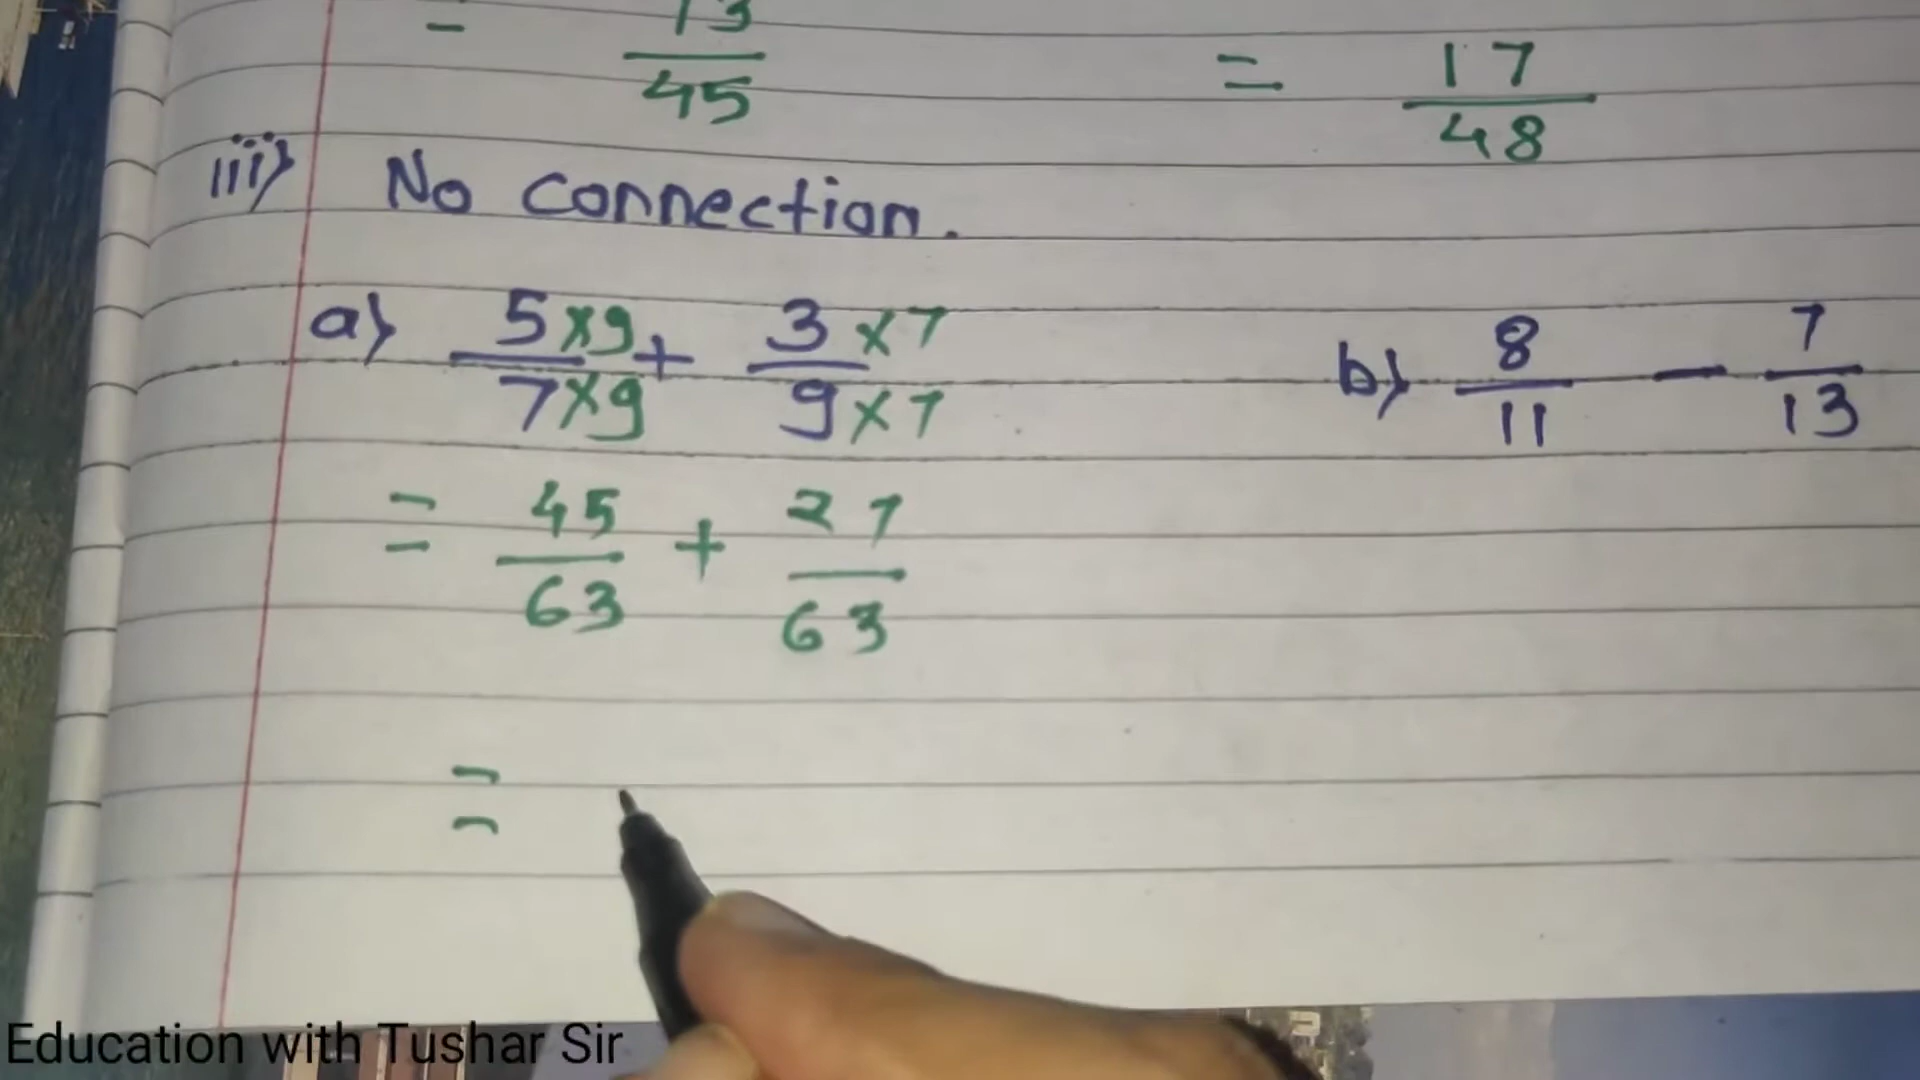 = 13/45 = 17/48
iii) No connection.
a) 5×9/7×9 + 3×7/9×7 b) 8/11 − 7/13
= 45/63 + 27/63
=
Education with Tushar Sir